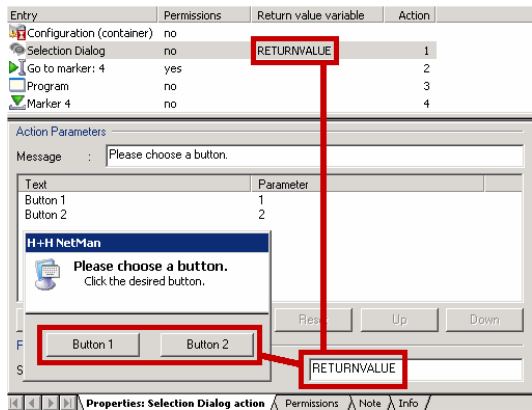 Entry Permissions Return value variable Action
Configuration (container) no
Selection Dialog no RETURNVALUE 1
Go to marker: 4 yes 2
Program no 3
Marker 4 no 4
Action Parameters
Message : Please choose a button.
Text Parameter
Button 1 1
Button 2 2
H+H NetMan
Please choose a button.
Click the desired button.
Reset Up Down
Button 1 Button 2
F
S RETURNVALUE
Properties: Selection Dialog action Permissions Note Info